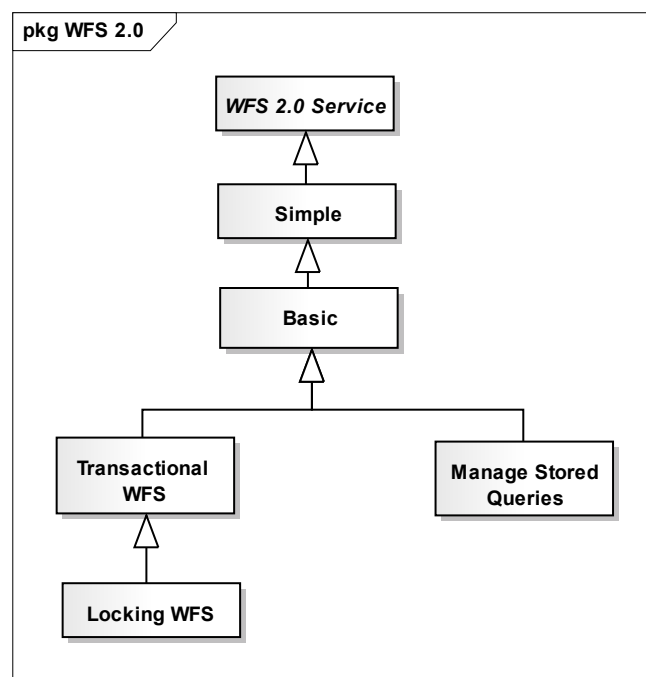 pkg WFS 2.0
WFS 2.0 Service
Simple
Basic
Transactional
WFS
Manage Stored
Queries
Locking WFS